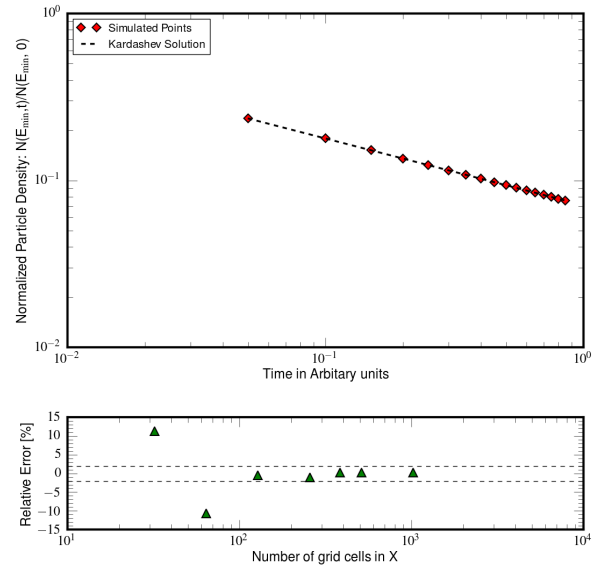 10^0
Simulated Points
Kardashev Solution
10^-1
10^-2
Normalized Particle Density: N(E_min,t)/N(E_min, 0)
10^-2
10^-1
10^0
Time in Arbitary units
15
10
5
0
−5
−10
−15
Relative Error [%]
10^1
10^2
10^3
10^4
Number of grid cells in X